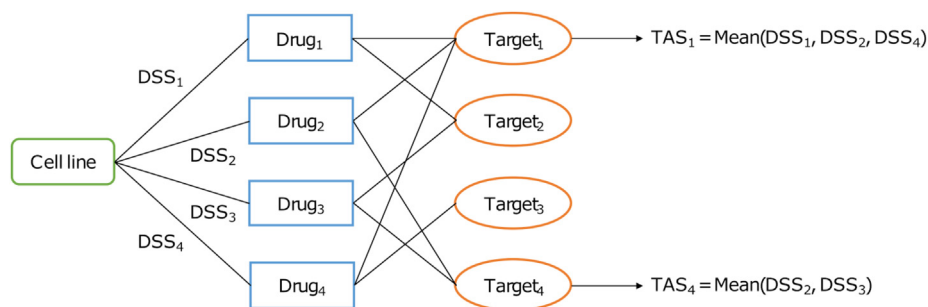 Drug₁
Target₁
TAS₁ = Mean(DSS₁, DSS₂, DSS₄)
DSS₁
Drug₂
Target₂
DSS₂
Cell line
Drug₃
Target₃
DSS₃
DSS₄
Drug₄
Target₄
TAS₄ = Mean(DSS₂, DSS₃)